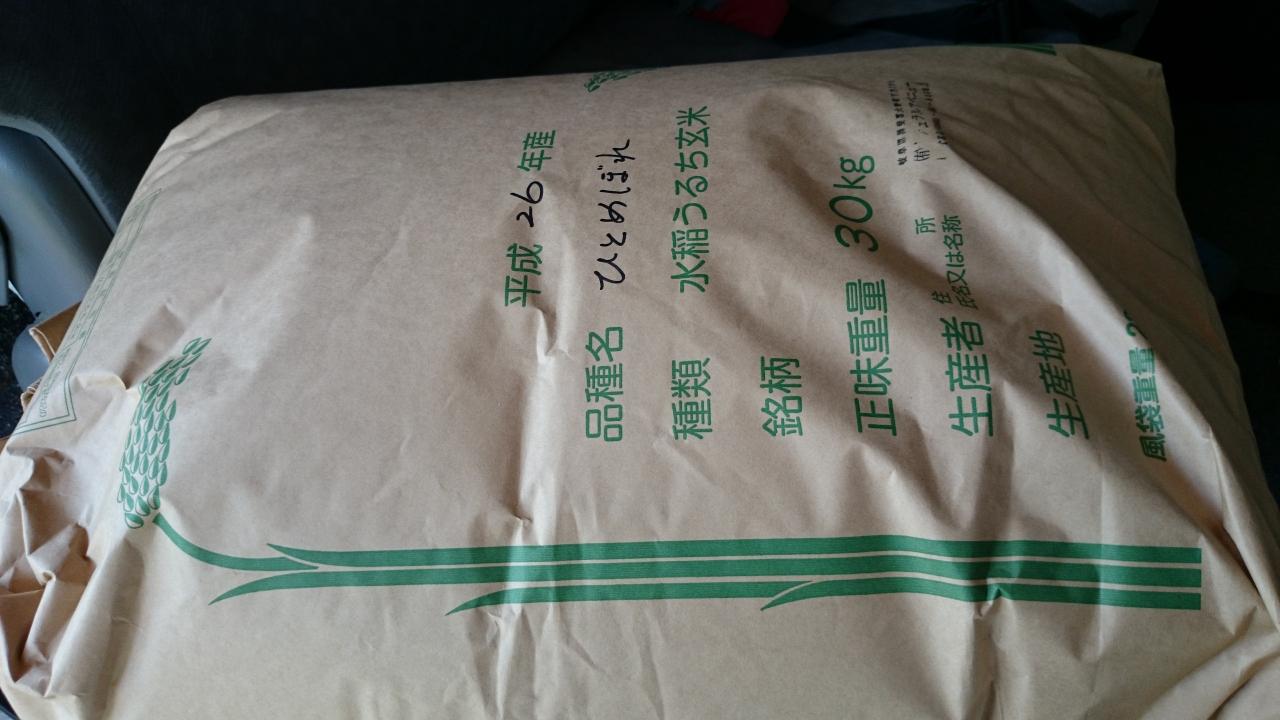 平成 26 年産
品種名 ひとめぼれ
種類 水稲うるち玄米
銘柄
正味重量 30kg
生産者 住所
氏名又は名称
生産地
風袋重量